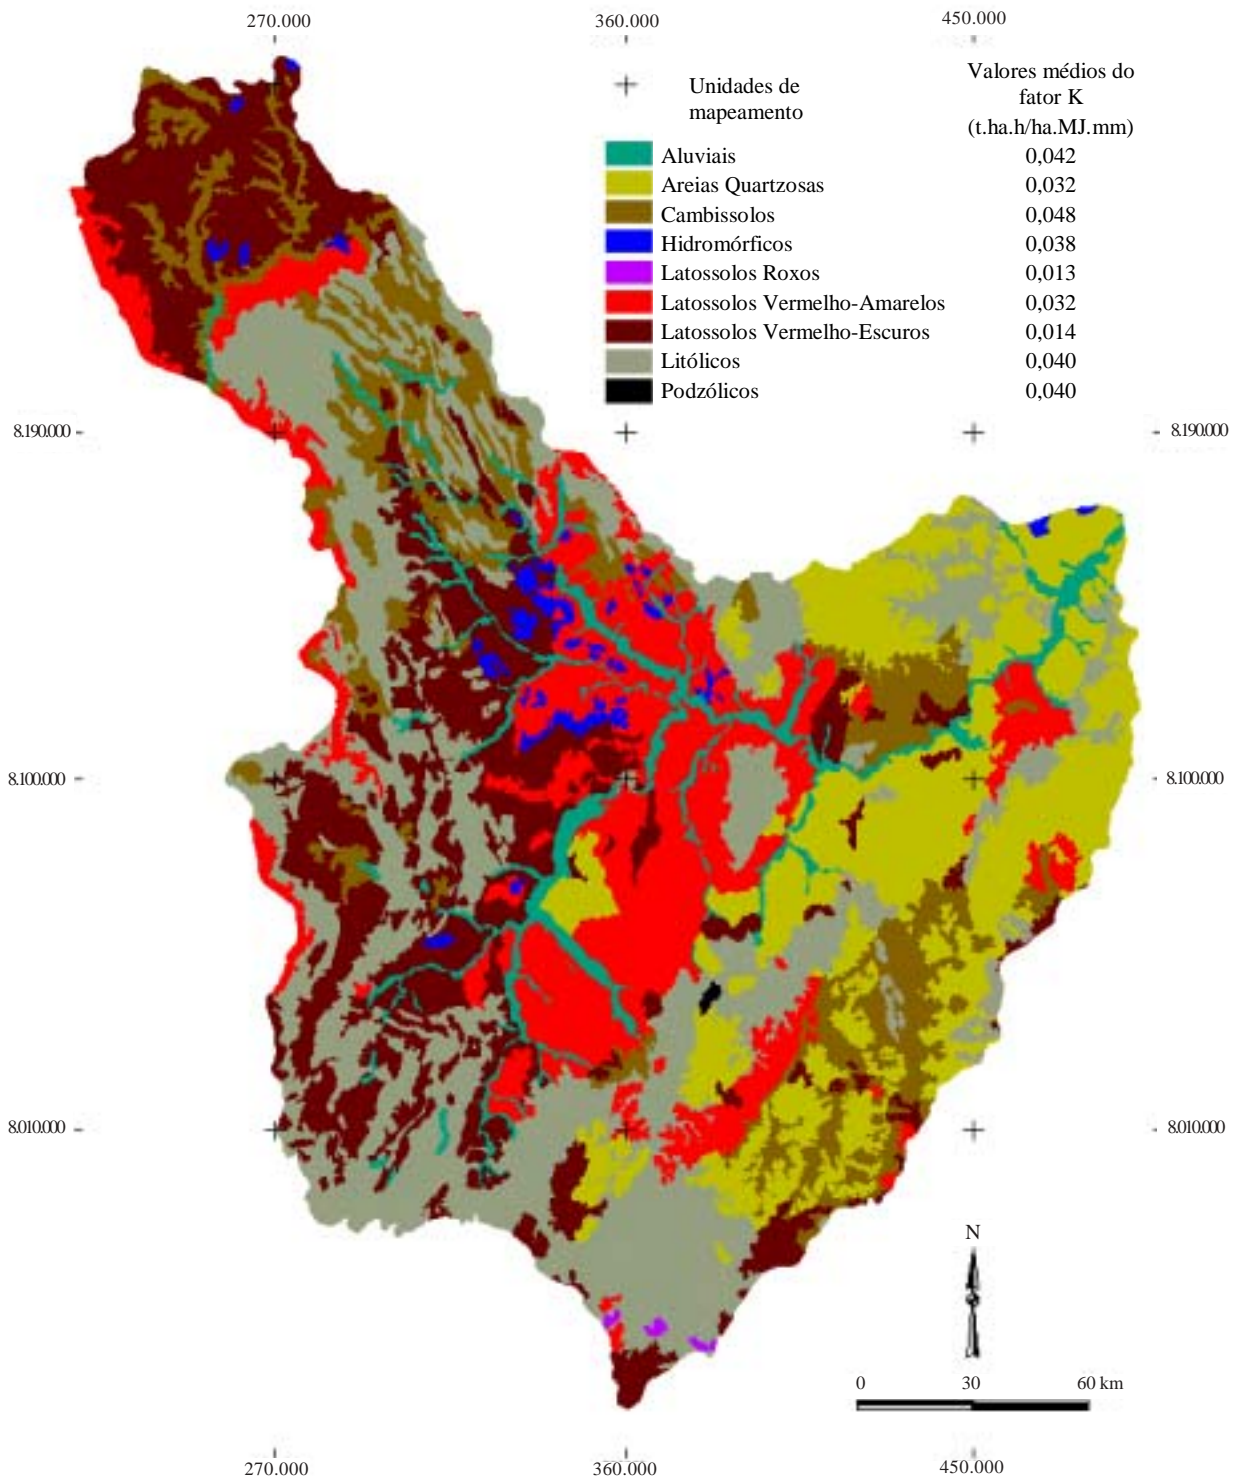 270.000
360.000
450.000
Unidades de
mapeamento
Valores médios do
fator K
(t.ha.h/ha.MJ.mm)
Aluviais 0,042
Areias Quartzosas 0,032
Cambissolos 0,048
Hidromórficos 0,038
Latossolos Roxos 0,013
Latossolos Vermelho-Amarelos 0,032
Latossolos Vermelho-Escuros 0,014
Litólicos 0,040
Podzólicos 0,040
8.190.000
8.190.000
8.100.000
8.100.000
8.010.000
8.010.000
N
0 30 60 km
270.000
360.000
450.000